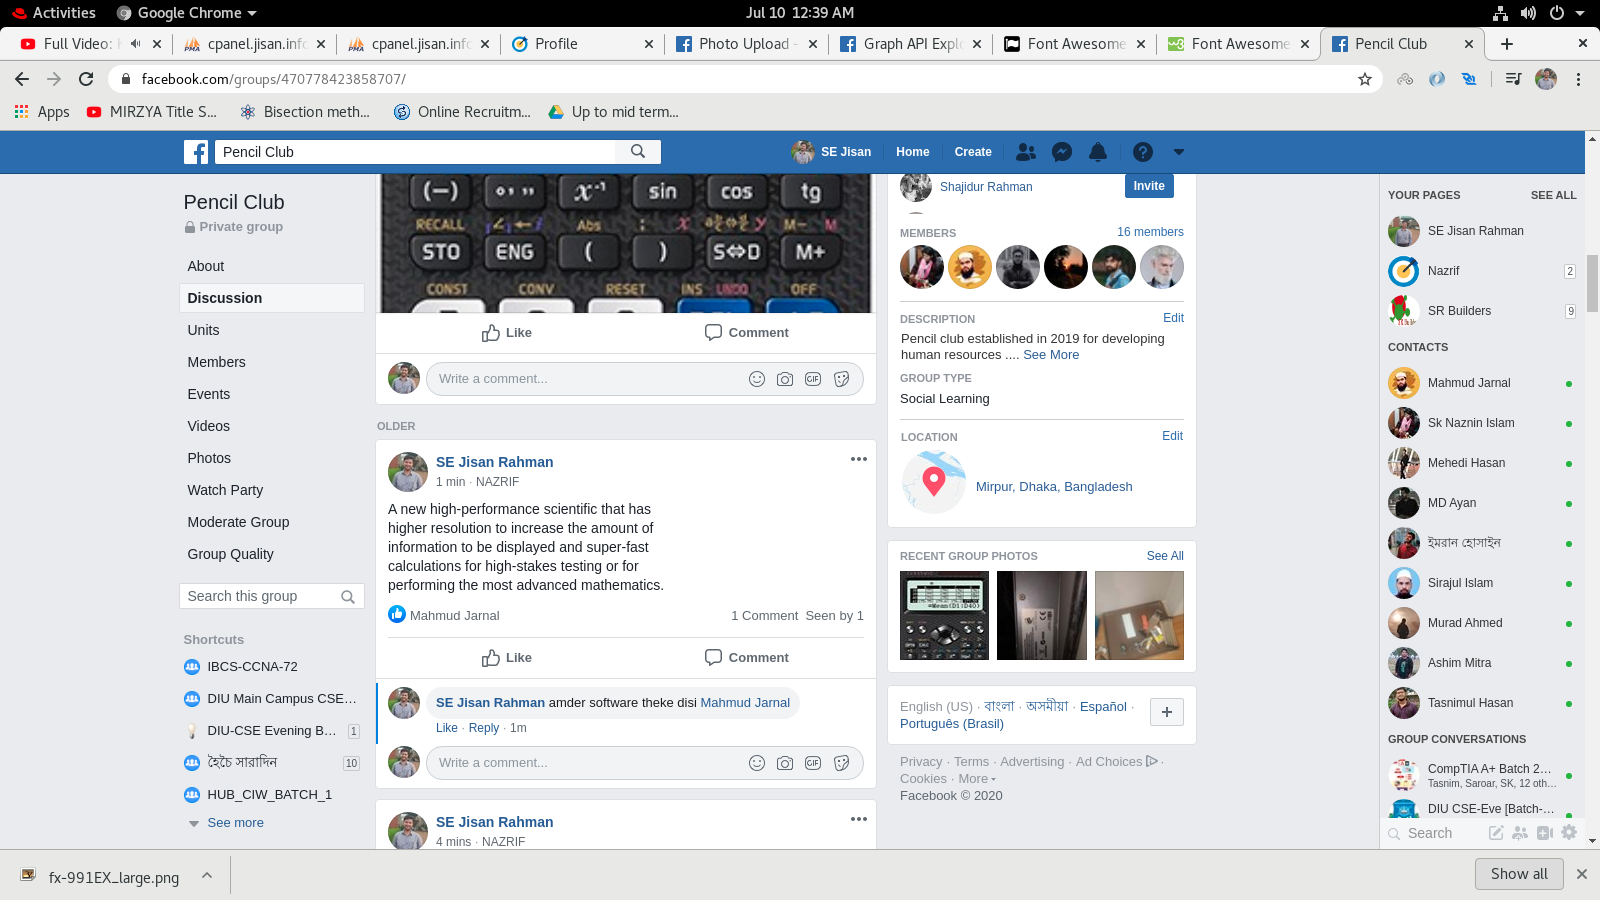 Activities Google Chrome Jul 10 12:39 AM
Full Video: cpanel.jisan.info cpanel.jisan.info Profile Photo Upload - Graph API Explo Font Awesome Font Awesome Pencil Club
facebook.com/groups/470778423858707/
Apps MIRZYA Title S... Bisection meth... Online Recruitm... Up to mid term...
Pencil Club SE Jisan Home Create
Pencil Club
Private group
About
Discussion
Units
Members
Events
Videos
Photos
Watch Party
Moderate Group
Group Quality
Search this group
Shortcuts
IBCS-CCNA-72
DIU Main Campus CSE...
DIU-CSE Evening B... 1
হৈচৈ সারাদিন 10
HUB_CIW_BATCH_1
See more
(−) x⁻¹ sin cos tg
RECALL Abs : x y M− M
STO ENG ( ) S⇔D M+
CONST CONV RESET INS UNDO OFF
Like Comment
Write a comment...
GIF
OLDER
SE Jisan Rahman
1 min · NAZRIF
A new high-performance scientific that has
higher resolution to increase the amount of
information to be displayed and super-fast
calculations for high-stakes testing or for
performing the most advanced mathematics.
Mahmud Jarnal 1 Comment Seen by 1
Like Comment
SE Jisan Rahman amder software theke disi Mahmud Jarnal
Like · Reply · 1m
Write a comment...
GIF
SE Jisan Rahman
4 mins · NAZRIF
Shajidur Rahman Invite
MEMBERS 16 members
DESCRIPTION Edit
Pencil club established in 2019 for developing
human resources .... See More
GROUP TYPE
Social Learning
LOCATION Edit
Mirpur, Dhaka, Bangladesh
RECENT GROUP PHOTOS See All
=Mean(D1:D40)
English (US) · বাংলা · অসমীয়া · Español ·
Português (Brasil)
Privacy · Terms · Advertising · Ad Choices ·
Cookies · More
Facebook © 2020
YOUR PAGES SEE ALL
SE Jisan Rahman
Nazrif 2
SR Builders 9
CONTACTS
Mahmud Jarnal
Sk Naznin Islam
Mehedi Hasan
MD Ayan
ইমরান হোসাইন
Sirajul Islam
Murad Ahmed
Ashim Mitra
Tasnimul Hasan
GROUP CONVERSATIONS
CompTIA A+ Batch 2...
Tasnim, Saroar, SK, 12 oth...
DIU CSE-Eve [Batch-...
Search
fx-991EX_large.png Show all